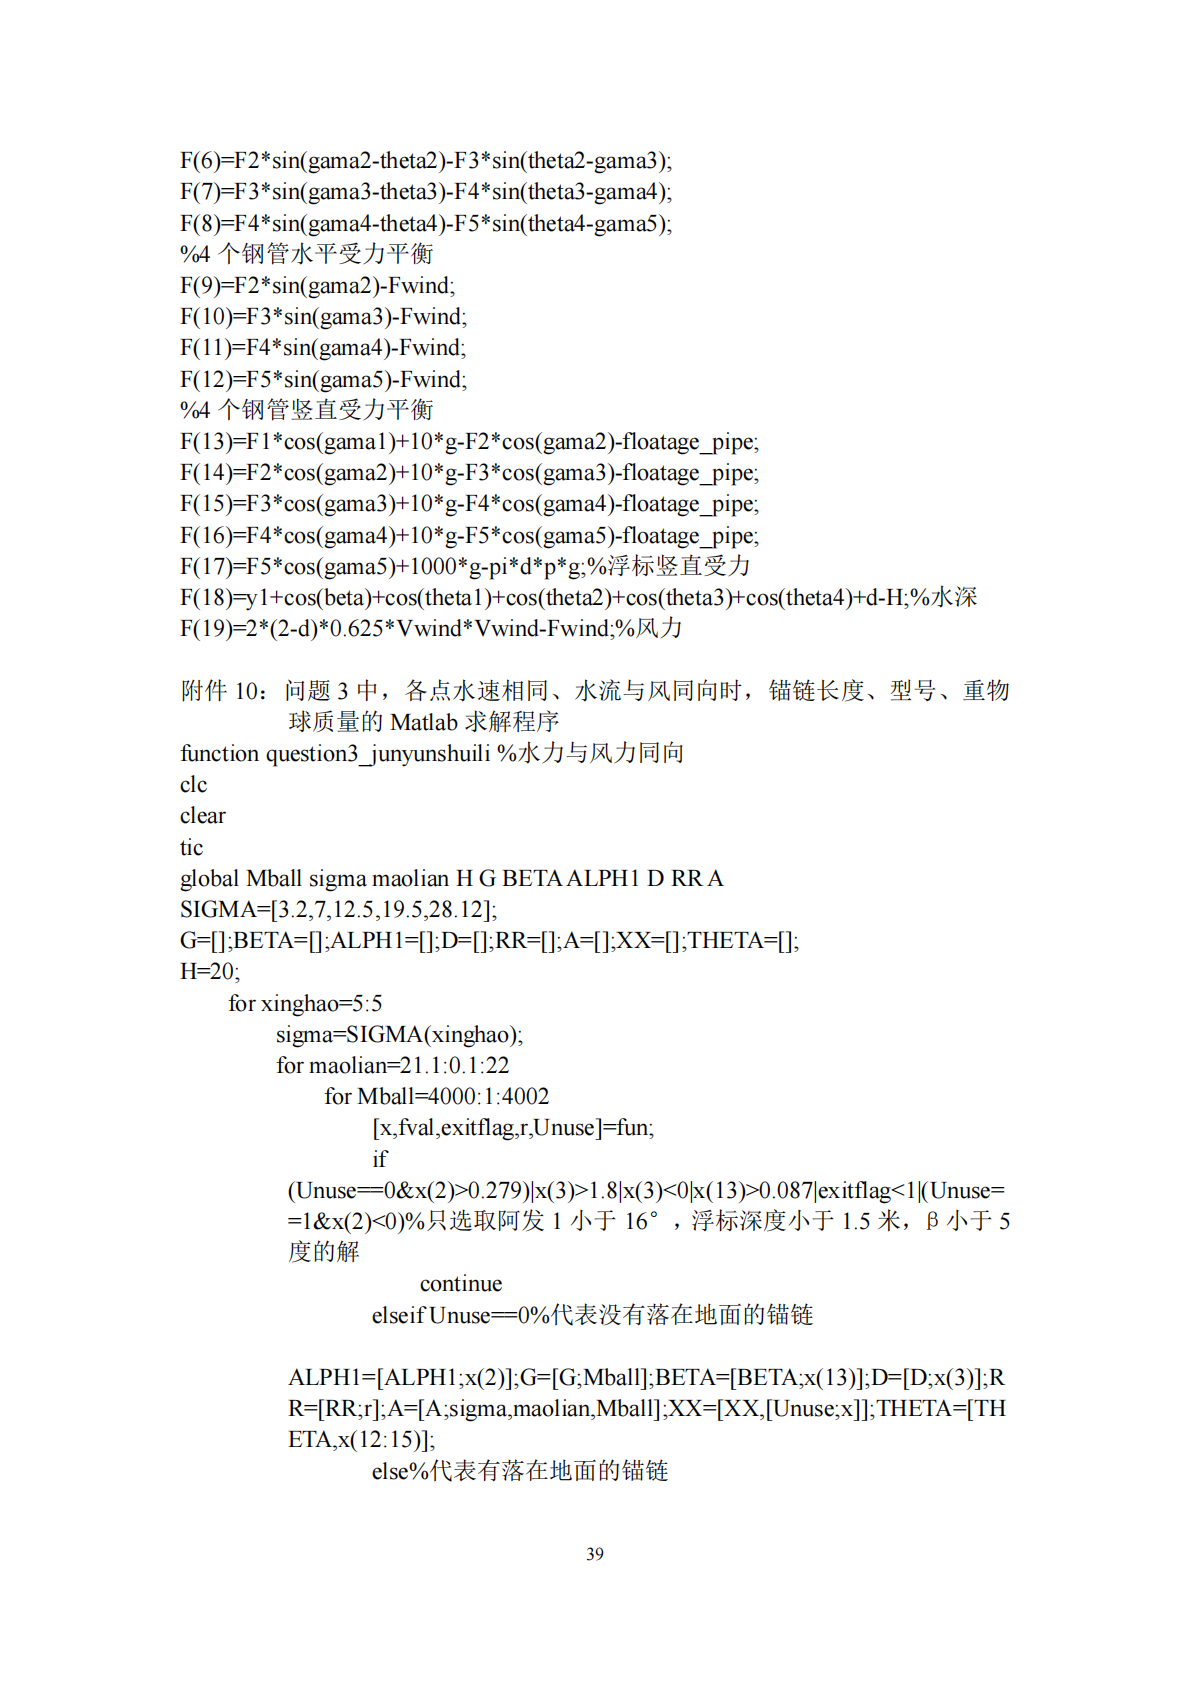 F(6)=F2*sin(gama2-theta2)-F3*sin(theta2-gama3);
F(7)=F3*sin(gama3-theta3)-F4*sin(theta3-gama4);
F(8)=F4*sin(gama4-theta4)-F5*sin(theta4-gama5);
%4 个钢管水平受力平衡
F(9)=F2*sin(gama2)-Fwind;
F(10)=F3*sin(gama3)-Fwind;
F(11)=F4*sin(gama4)-Fwind;
F(12)=F5*sin(gama5)-Fwind;
%4 个钢管竖直受力平衡
F(13)=F1*cos(gama1)+10*g-F2*cos(gama2)-floatage_pipe;
F(14)=F2*cos(gama2)+10*g-F3*cos(gama3)-floatage_pipe;
F(15)=F3*cos(gama3)+10*g-F4*cos(gama4)-floatage_pipe;
F(16)=F4*cos(gama4)+10*g-F5*cos(gama5)-floatage_pipe;
F(17)=F5*cos(gama5)+1000*g-pi*d*p*g;%浮标竖直受力
F(18)=y1+cos(beta)+cos(theta1)+cos(theta2)+cos(theta3)+cos(theta4)+d-H;%水深
F(19)=2*(2-d)*0.625*Vwind*Vwind-Fwind;%风力
附件 10：问题 3 中，各点水速相同、水流与风同向时，锚链长度、型号、重物
球质量的 Matlab 求解程序
function question3_junyunshuili %水力与风力同向
clc
clear
tic
global Mball sigma maolian H G BETA ALPH1 D RR A
SIGMA=[3.2,7,12.5,19.5,28.12];
G=[];BETA=[];ALPH1=[];D=[];RR=[];A=[];XX=[];THETA=[];
H=20;
for xinghao=5:5
sigma=SIGMA(xinghao);
for maolian=21.1:0.1:22
for Mball=4000:1:4002
[x,fval,exitflag,r,Unuse]=fun;
if
(Unuse==0&x(2)>0.279)|x(3)>1.8|x(3)<0|x(13)>0.087|exitflag<1|(Unuse=
=1&x(2)<0)%只选取阿发 1 小于 16°，浮标深度小于 1.5 米，β 小于 5
度的解
continue
elseif Unuse==0%代表没有落在地面的锚链
ALPH1=[ALPH1;x(2)];G=[G;Mball];BETA=[BETA;x(13)];D=[D;x(3)];R
R=[RR;r];A=[A;sigma,maolian,Mball];XX=[XX,[Unuse;x]];THETA=[TH
ETA,x(12:15)];
else%代表有落在地面的锚链
39